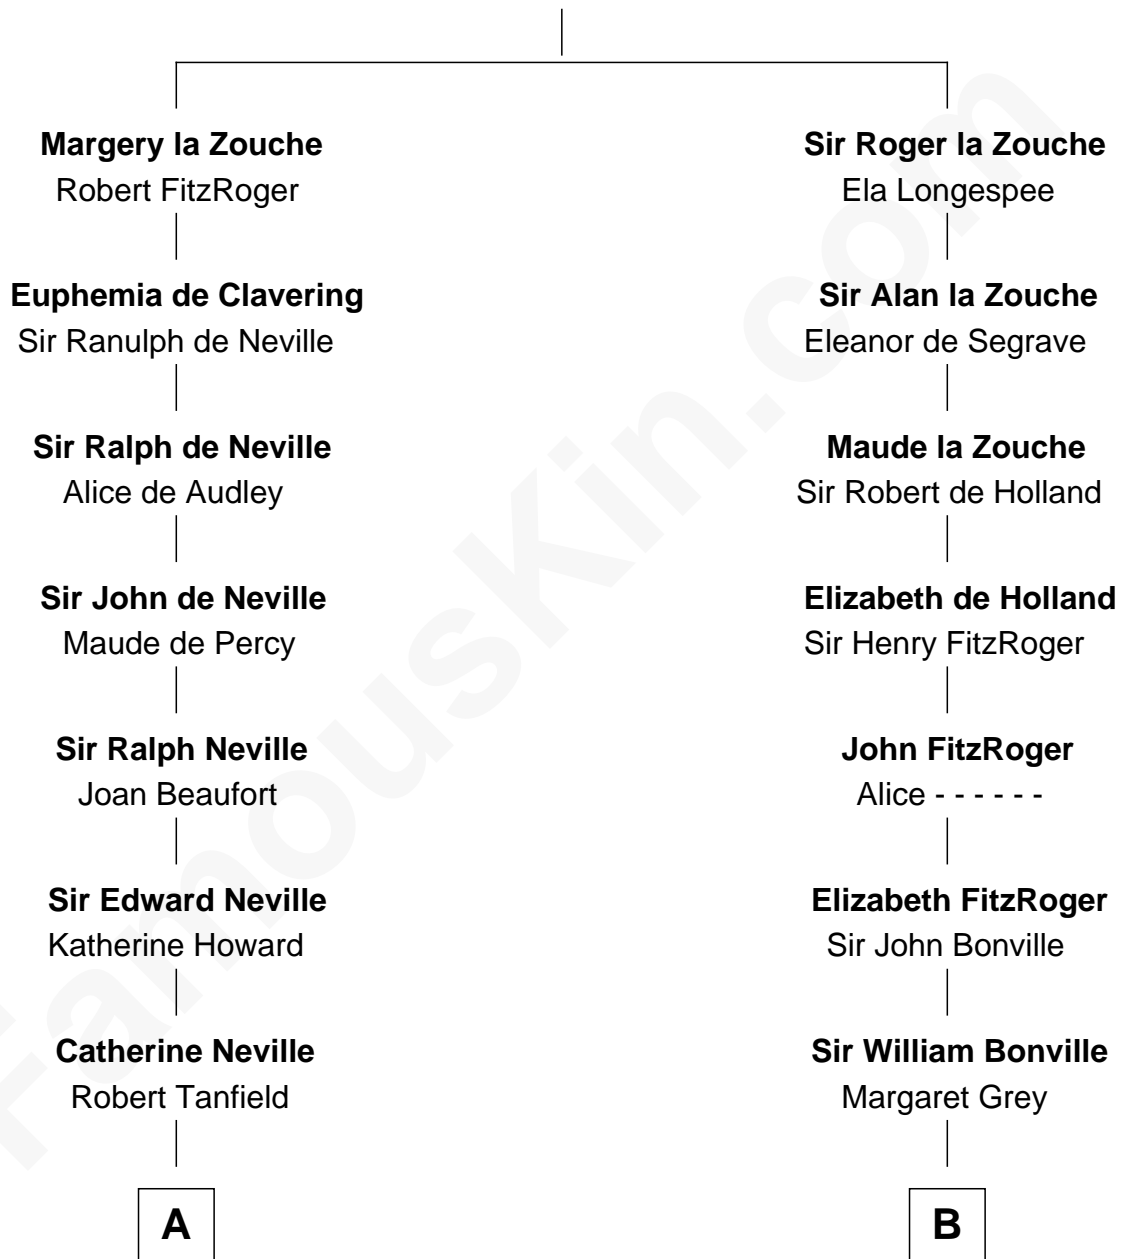 Margery la Zouche
Robert FitzRoger
Euphemia de Clavering
Sir Ranulph de Neville
Sir Ralph de Neville
Alice de Audley
Sir John de Neville
Maude de Percy
Sir Ralph Neville
Joan Beaufort
Sir Edward Neville
Katherine Howard
Catherine Neville
Robert Tanfield
A
Sir Roger la Zouche
Ela Longespee
Sir Alan la Zouche
Eleanor de Segrave
Maude la Zouche
Sir Robert de Holland
Elizabeth de Holland
Sir Henry FitzRoger
John FitzRoger
Alice - - - - - -
Elizabeth FitzRoger
Sir John Bonville
Sir William Bonville
Margaret Grey
B
FamousKin.com